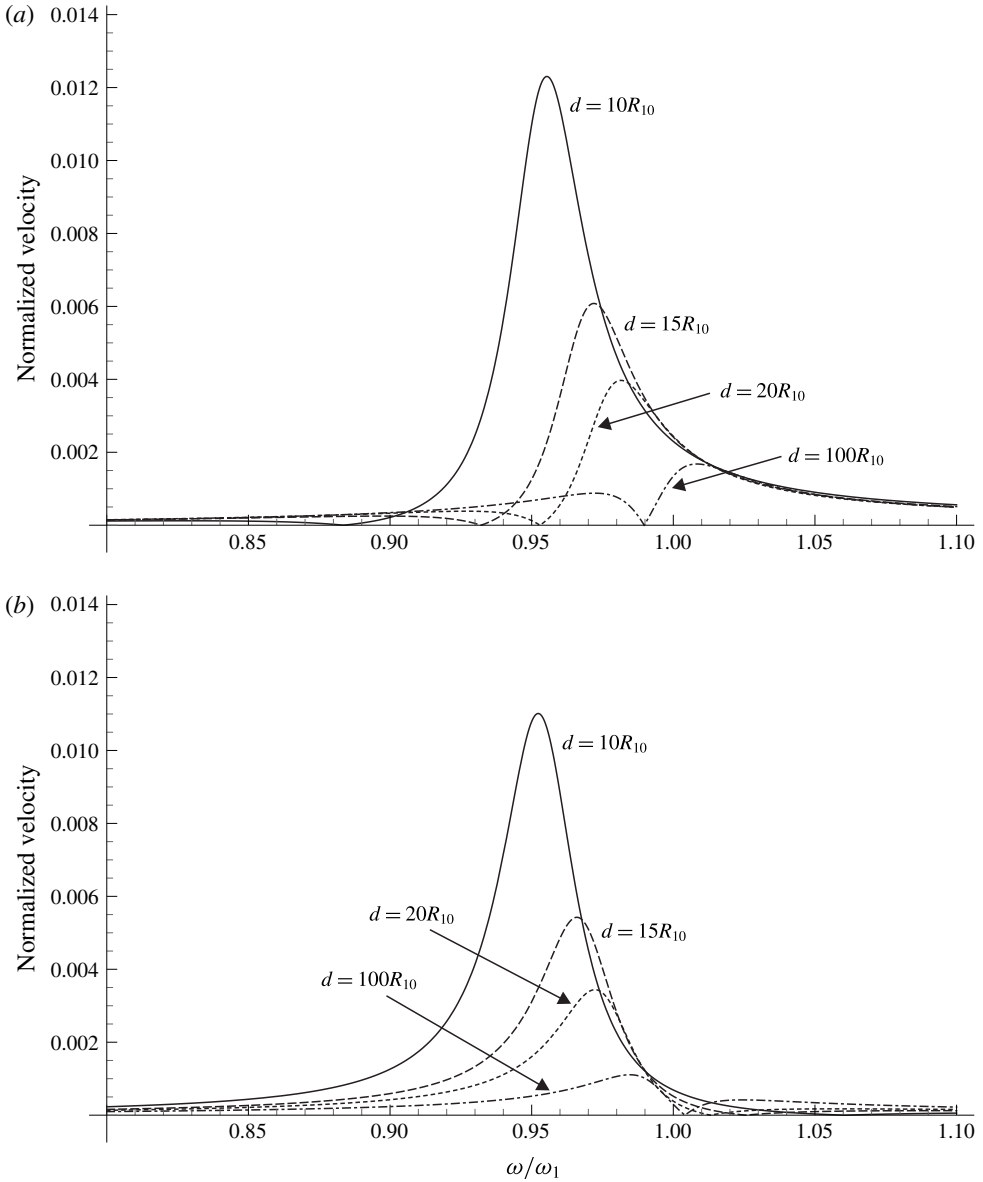 (a)
0.014
0.012
0.010
0.008
0.006
0.004
0.002
Normalized velocity
d = 10R₁₀
d = 15R₁₀
d = 20R₁₀
d = 100R₁₀
0.85 0.90 0.95 1.00 1.05 1.10
(b)
0.014
0.012
0.010
0.008
0.006
0.004
0.002
Normalized velocity
d = 10R₁₀
d = 20R₁₀
d = 15R₁₀
d = 100R₁₀
0.85 0.90 0.95 1.00 1.05 1.10
ω/ω₁